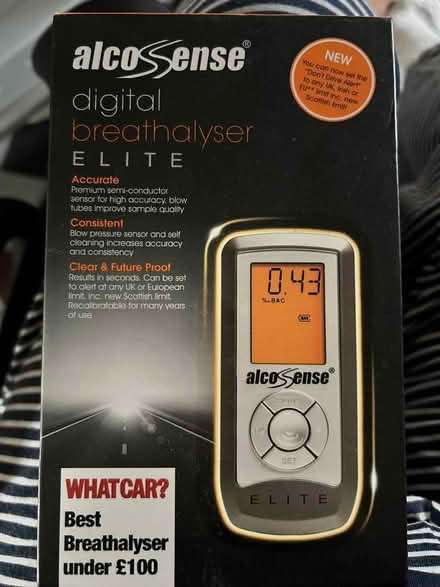 alcoSense®
digital
breathalyser
ELITE
NEW
You can now set the
"Don't Drive Alert"
to any UK, Irish or
EU** limit inc. new
Scottish limit!
Accurate
Premium semi-conductor
sensor for high accuracy, blow
tubes improve sample quality
Consistent
Blow pressure sensor and self
cleaning increases accuracy
and consistency
Clear & Future Proof
Results in seconds. Can be set
to alert at any UK or European
limit, inc. new Scottish limit.
Recalibratable for many years
of use
0.43
‰BAC
alcoSense®
SET
ELITE
WHATCAR?
Best
Breathalyser
under £100